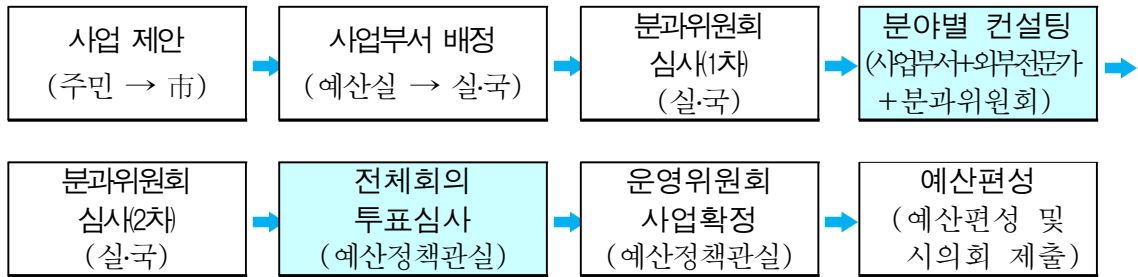 사업 제안
(주민 → 市)
사업부서 배정
(예산실 → 실·국)
분과위원회
심사(1차)
(실·국)
분야별 컨설팅
(사업부서+외부전문가
+분과위원회)
분과위원회
심사(2차)
(실·국)
전체회의
투표심사
(예산정책관실)
운영위원회
사업확정
(예산정책관실)
예산편성
(예산편성 및
시의회 제출)